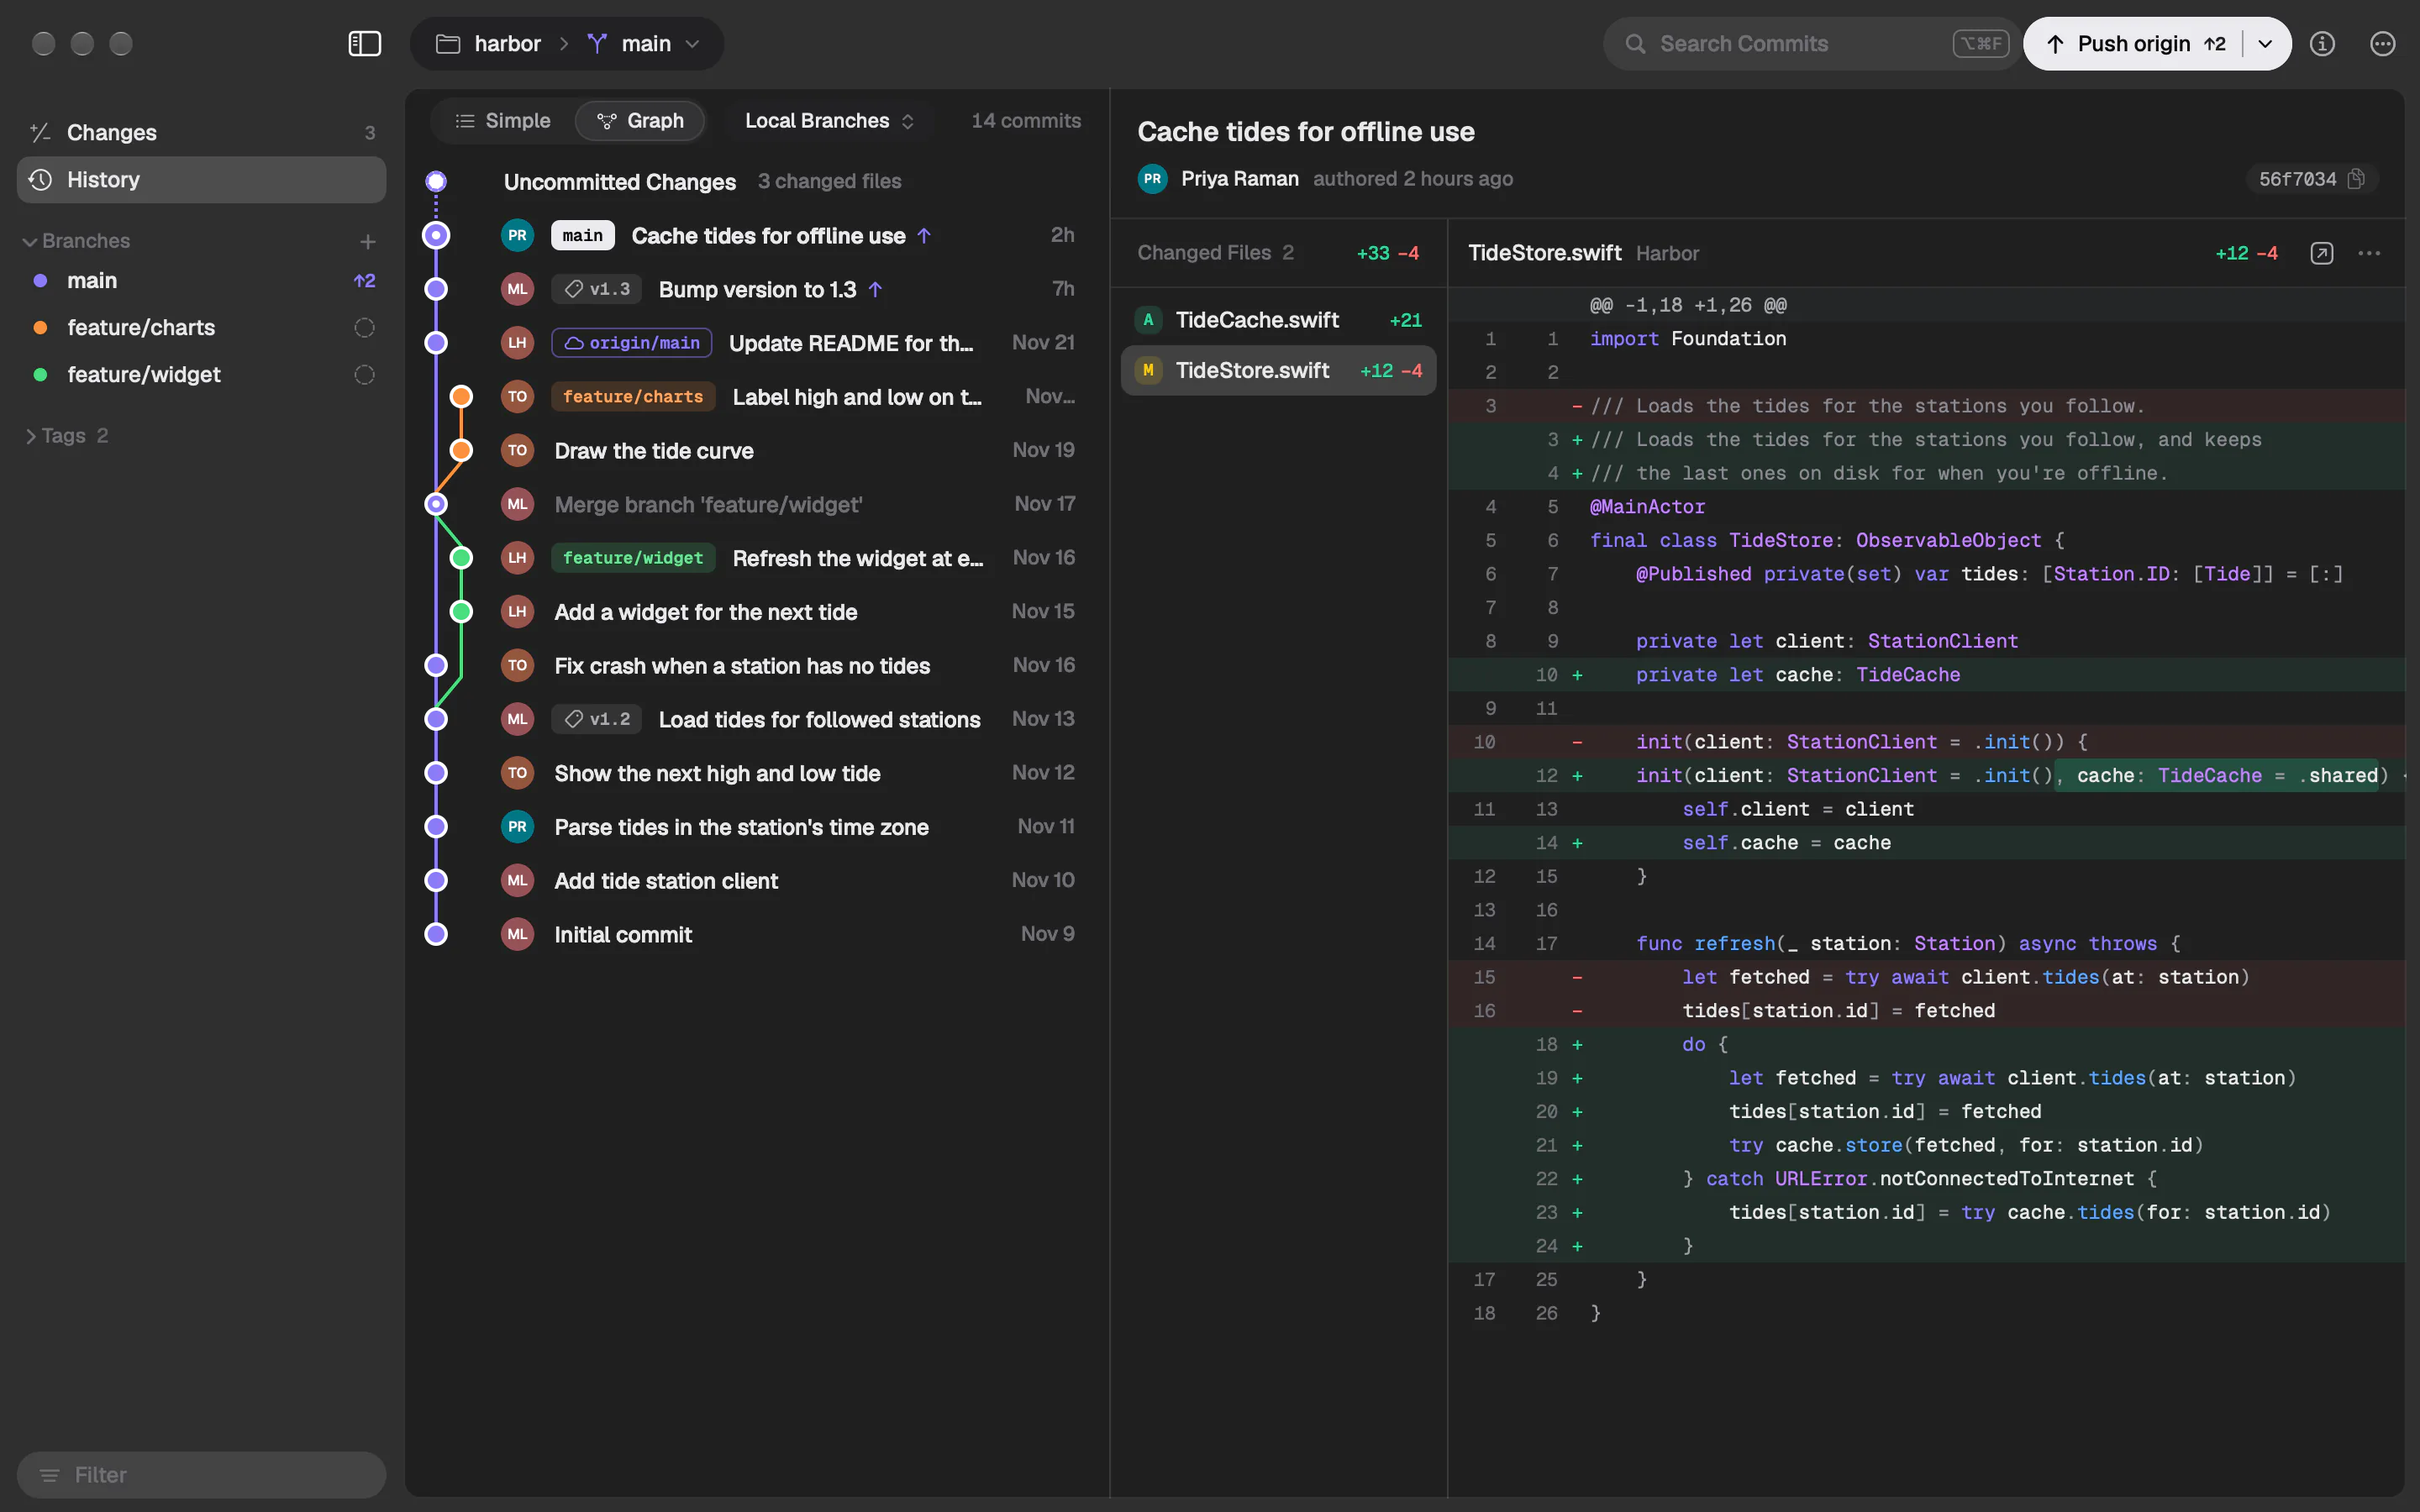 harbor > main
Search Commits ⌥⌘F
Push origin ↑2
Changes 3
History
Branches +
main ↑2
feature/charts
feature/widget
Tags 2
Filter
Simple Graph Local Branches 14 commits
Uncommitted Changes 3 changed files
PR main Cache tides for offline use ↑ 2h
ML v1.3 Bump version to 1.3 ↑ 7h
LH origin/main Update README for th... Nov 21
TO feature/charts Label high and low on t... Nov...
TO Draw the tide curve Nov 19
ML Merge branch 'feature/widget' Nov 17
LH feature/widget Refresh the widget at e... Nov 16
LH Add a widget for the next tide Nov 15
TO Fix crash when a station has no tides Nov 16
ML v1.2 Load tides for followed stations Nov 13
TO Show the next high and low tide Nov 12
PR Parse tides in the station's time zone Nov 11
ML Add tide station client Nov 10
ML Initial commit Nov 9
Cache tides for offline use
PR Priya Raman authored 2 hours ago 56f7034
Changed Files 2 +33 −4
A TideCache.swift +21
M TideStore.swift +12 −4
TideStore.swift Harbor +12 −4
@@ -1,18 +1,26 @@
1 1 import Foundation
2 2
3 − /// Loads the tides for the stations you follow.
3 + /// Loads the tides for the stations you follow, and keeps
4 + /// the last ones on disk for when you're offline.
4 5 @MainActor
5 6 final class TideStore: ObservableObject {
6 7 @Published private(set) var tides: [Station.ID: [Tide]] = [:]
7 8
8 9 private let client: StationClient
10 + private let cache: TideCache
9 11
10 − init(client: StationClient = .init()) {
12 + init(client: StationClient = .init(), cache: TideCache = .shared)
11 13 self.client = client
14 + self.cache = cache
12 15 }
13 16
14 17 func refresh(_ station: Station) async throws {
15 − let fetched = try await client.tides(at: station)
16 − tides[station.id] = fetched
18 + do {
19 + let fetched = try await client.tides(at: station)
20 + tides[station.id] = fetched
21 + try cache.store(fetched, for: station.id)
22 + } catch URLError.notConnectedToInternet {
23 + tides[station.id] = try cache.tides(for: station.id)
24 + }
17 25 }
18 26 }